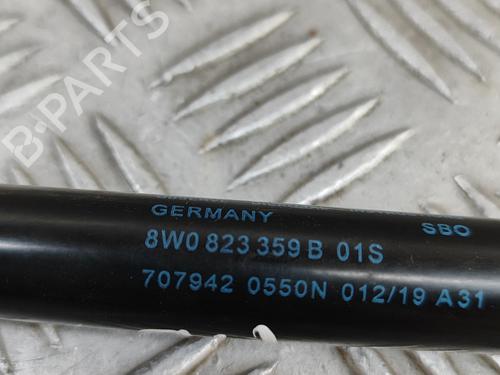 B-PARTS
GERMANY SBO
8W0 823 359 B 01S
707942 0550N 012/19 A31